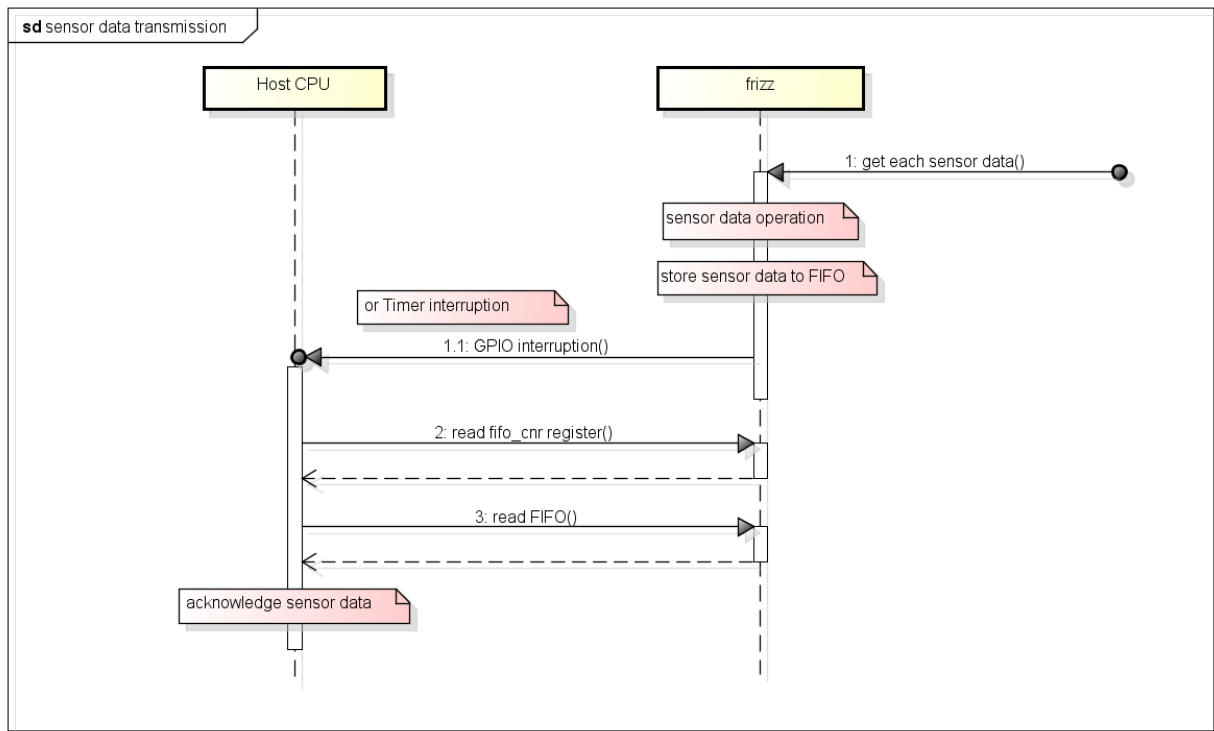 sd sensor data transmission
Host CPU
frizz
1: get each sensor data()
sensor data operation
store sensor data to FIFO
or Timer interruption
1.1: GPIO interruption()
2: read fifo_cnr register()
3: read FIFO()
acknowledge sensor data